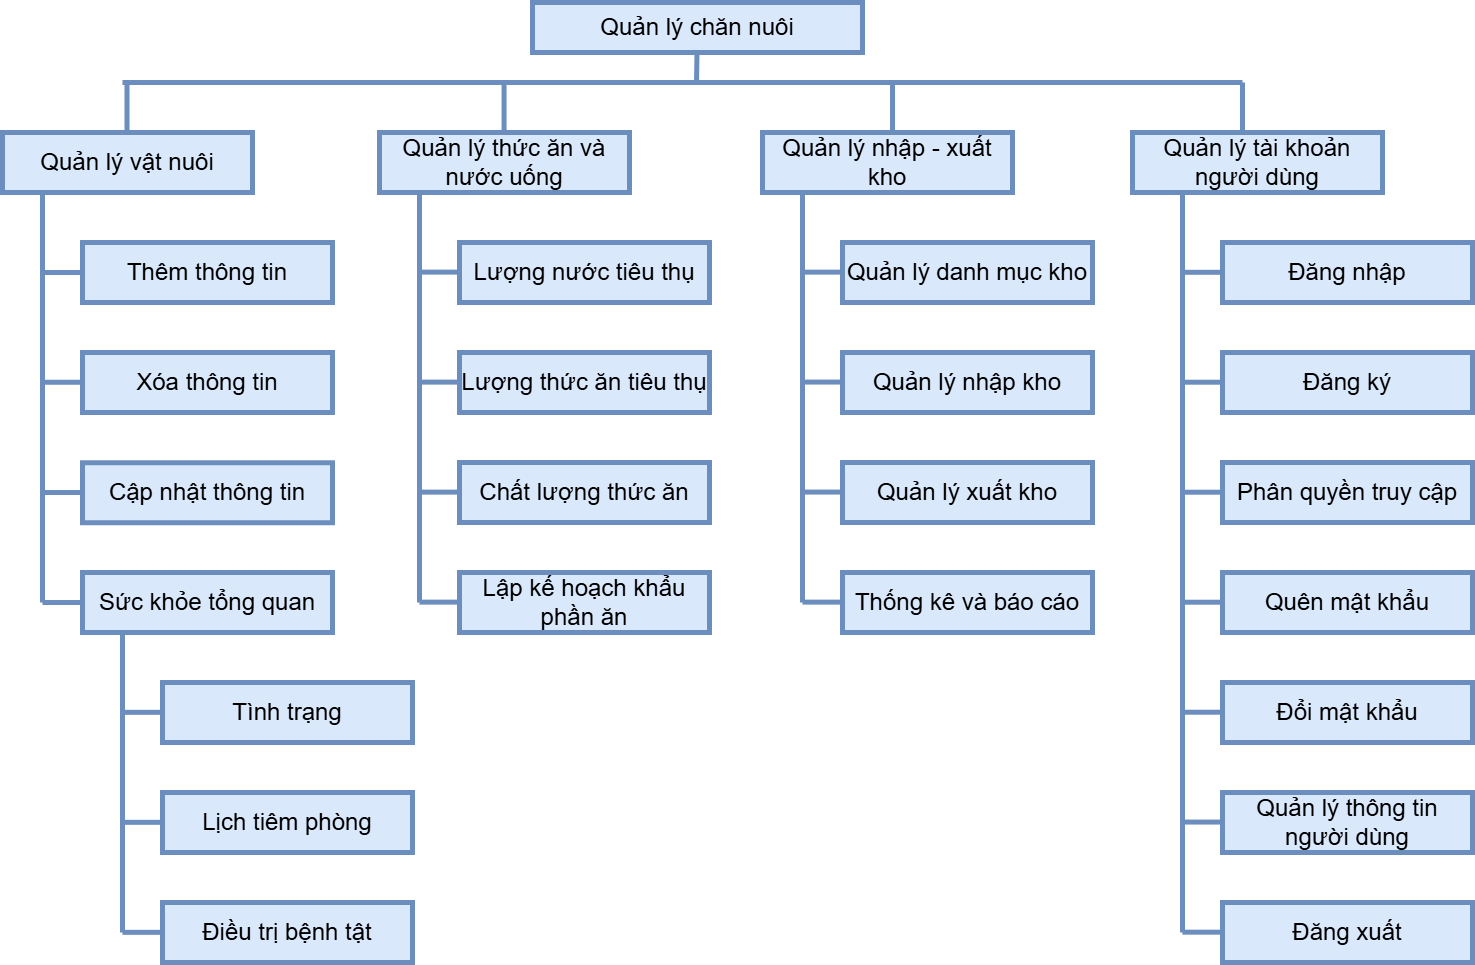 Quản lý chăn nuôi
Quản lý vật nuôi
Quản lý thức ăn và
nước uống
Quản lý nhập - xuất
kho
Quản lý tài khoản
người dùng
Thêm thông tin
Xóa thông tin
Cập nhật thông tin
Sức khỏe tổng quan
Tình trạng
Lịch tiêm phòng
Điều trị bệnh tật
Lượng nước tiêu thụ
Lượng thức ăn tiêu thụ
Chất lượng thức ăn
Lập kế hoạch khẩu
phần ăn
Quản lý danh mục kho
Quản lý nhập kho
Quản lý xuất kho
Thống kê và báo cáo
Đăng nhập
Đăng ký
Phân quyền truy cập
Quên mật khẩu
Đổi mật khẩu
Quản lý thông tin
người dùng
Đăng xuất